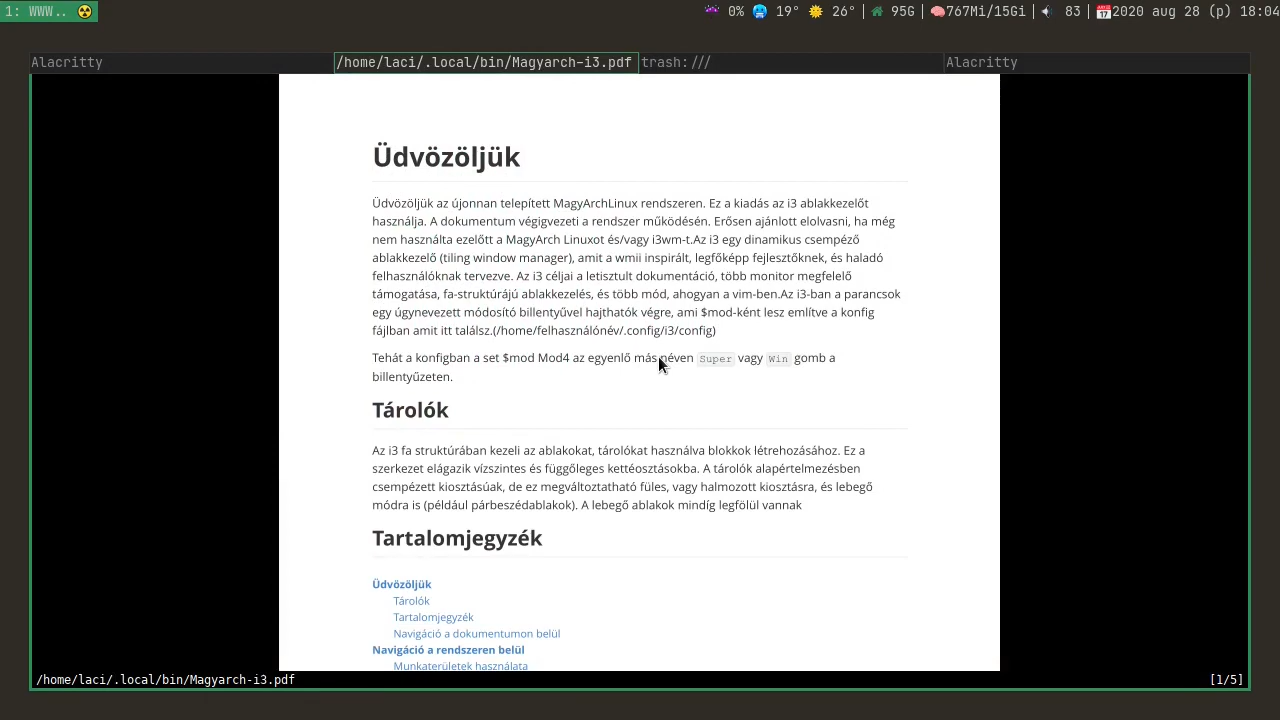 1: WWW.. 0% 19° 26° | 95G | 767Mi/15Gi | 83 | 2020 aug 28 (p) 18:04
Alacritty /home/laci/.local/bin/Magyarch-i3.pdf trash:/// Alacritty
Üdvözöljük
Üdvözöljük az újonnan telepített MagyArchLinux rendszeren. Ez a kiadás az i3 ablakkezelőt
használja. A dokumentum végigvezeti a rendszer működésén. Erősen ajánlott elolvasni, ha még
nem használta ezelőtt a MagyArch Linuxot és/vagy i3wm-t.Az i3 egy dinamikus csempéző
ablakkezelő (tiling window manager), amit a wmii inspirált, legfőképp fejlesztőknek, és haladó
felhasználóknak tervezve. Az i3 céljai a letisztult dokumentáció, több monitor megfelelő
támogatása, fa-struktúrájú ablakkezelés, és több mód, ahogyan a vim-ben.Az i3-ban a parancsok
egy úgynevezett módosító billentyűvel hajthatók végre, ami $mod-ként lesz említve a konfig
fájlban amit itt találsz.(/home/felhasználónév/.config/i3/config)
Tehát a konfigban a set $mod Mod4 az egyenlő más néven Super vagy Win gomb a
billentyűzeten.
Tárolók
Az i3 fa struktúrában kezeli az ablakokat, tárolókat használva blokkok létrehozásához. Ez a
szerkezet elágazik vízszintes és függőleges kettéosztásokba. A tárolók alapértelmezésben
csempézett kiosztásúak, de ez megváltoztatható füles, vagy halmozott kiosztásra, és lebegő
módra is (például párbeszédablakok). A lebegő ablakok mindíg legfölül vannak
Tartalomjegyzék
Üdvözöljük
Tárolók
Tartalomjegyzék
Navigáció a dokumentumon belül
Navigáció a rendszeren belül
Munkaterületek használata
/home/laci/.local/bin/Magyarch-i3.pdf [1/5]